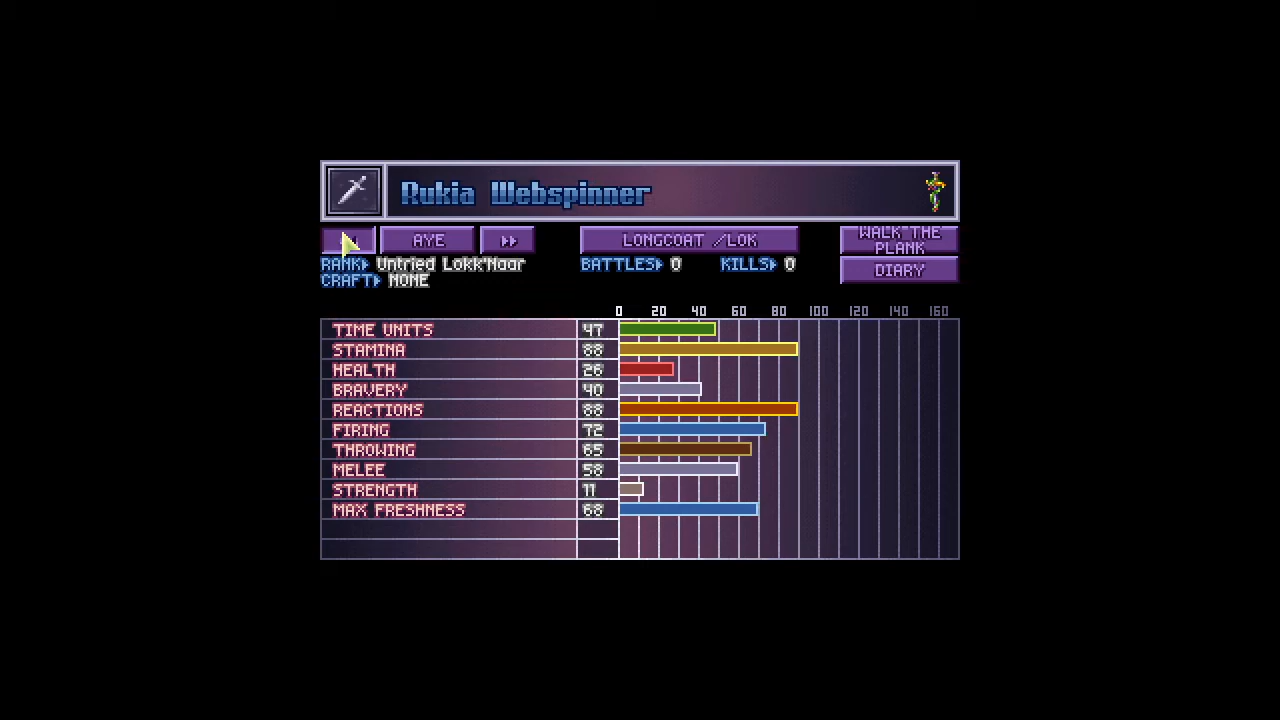 Rukia Webspinner
AYE LONGCOAT /LOK WALK THE PLANK
RANK> Untried Lokk'Naar BATTLES> 0 KILLS> 0 DIARY
CRAFT> NONE
0 20 40 60 80 100 120 140 160
TIME UNITS 47
STAMINA 88
HEALTH 26
BRAVERY 40
REACTIONS 88
FIRING 72
THROWING 65
MELEE 58
STRENGTH 11
MAX FRESHNESS 68